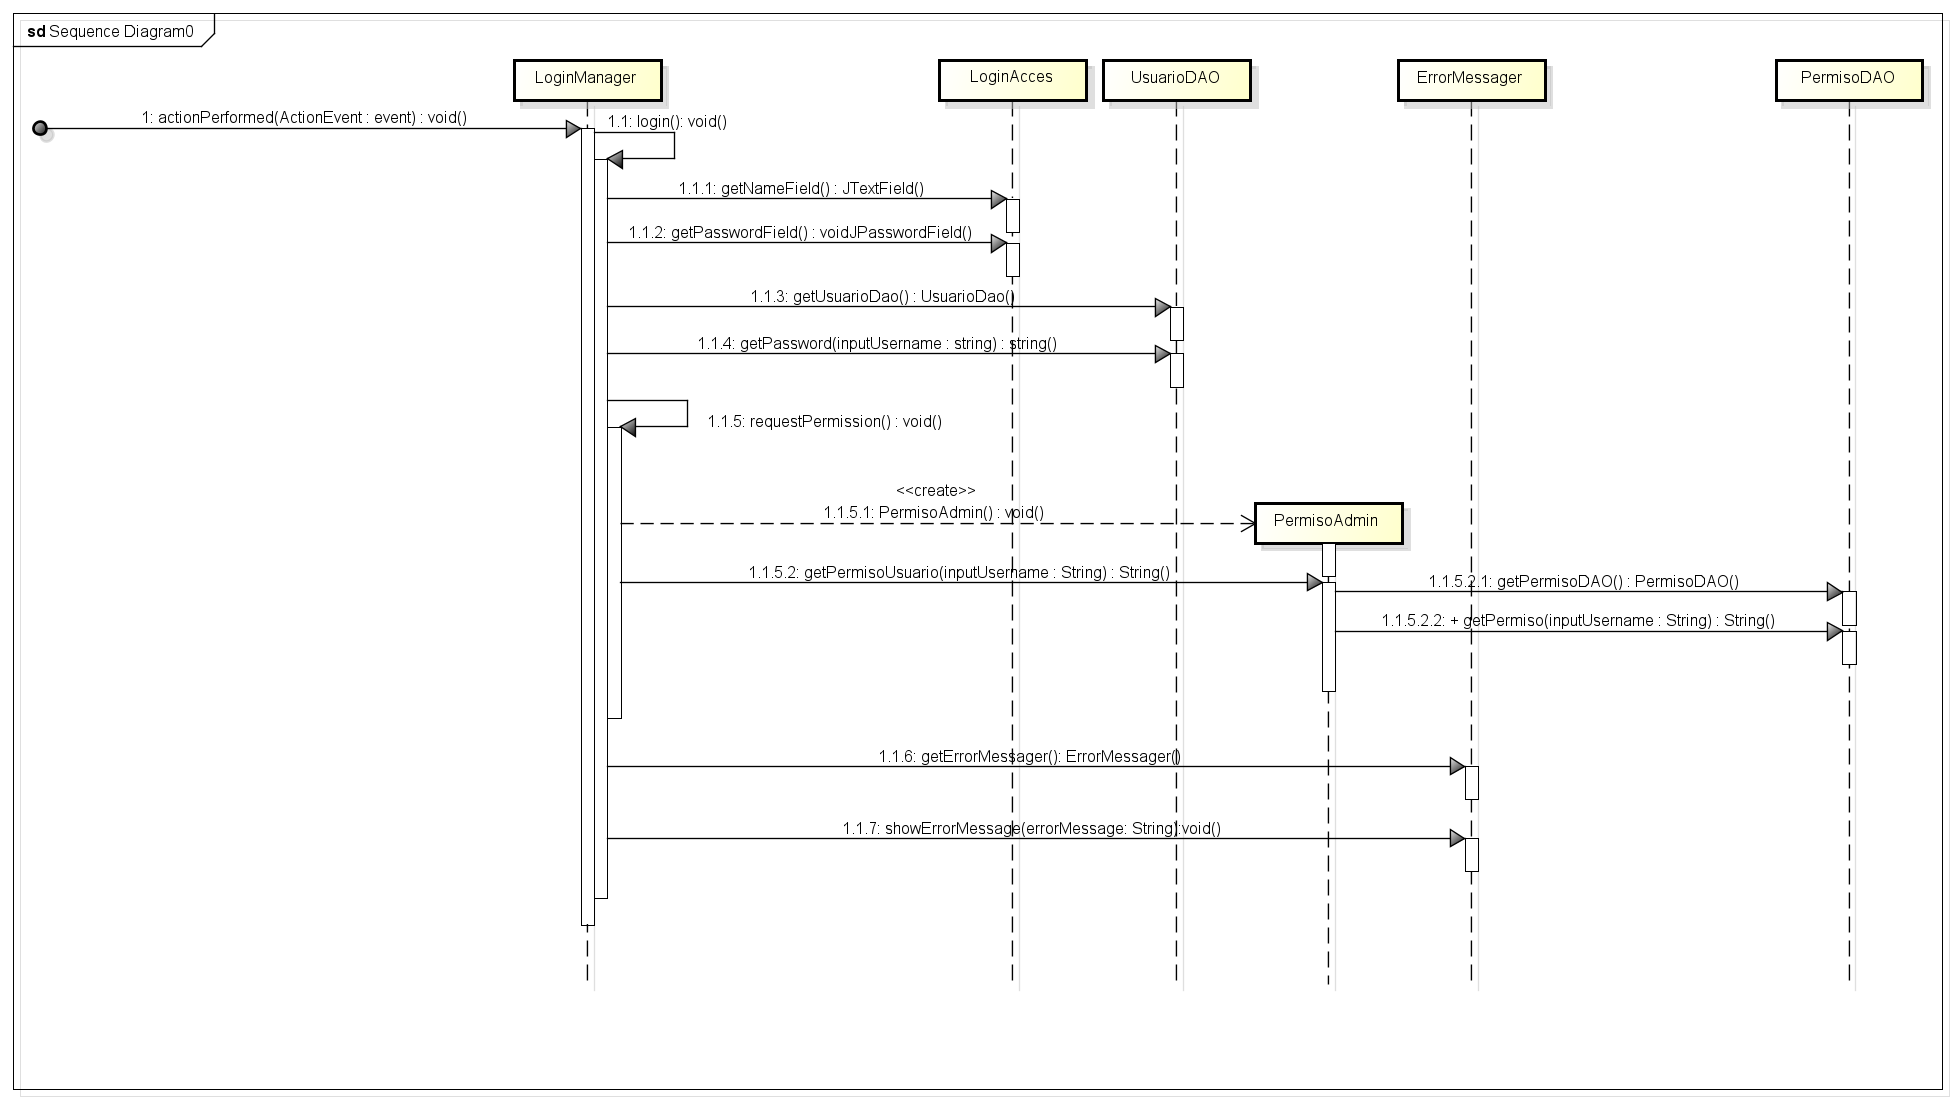 sd Sequence Diagram0
LoginManager
LoginAcces
UsuarioDAO
ErrorMessager
PermisoDAO
1: actionPerformed(ActionEvent : event) : void()
1.1: login(): void()
1.1.1: getNameField() : JTextField()
1.1.2: getPasswordField() : voidJPasswordField()
1.1.3: getUsuarioDao() : UsuarioDao()
1.1.4: getPassword(inputUsername : string) : string()
1.1.5: requestPermission() : void()
<<create>>
1.1.5.1: PermisoAdmin() : void()
PermisoAdmin
1.1.5.2: getPermisoUsuario(inputUsername : String) : String()
1.1.5.2.1: getPermisoDAO() : PermisoDAO()
1.1.5.2.2: + getPermiso(inputUsername : String) : String()
1.1.6: getErrorMessager(): ErrorMessager()
1.1.7: showErrorMessage(errorMessage: String):void()